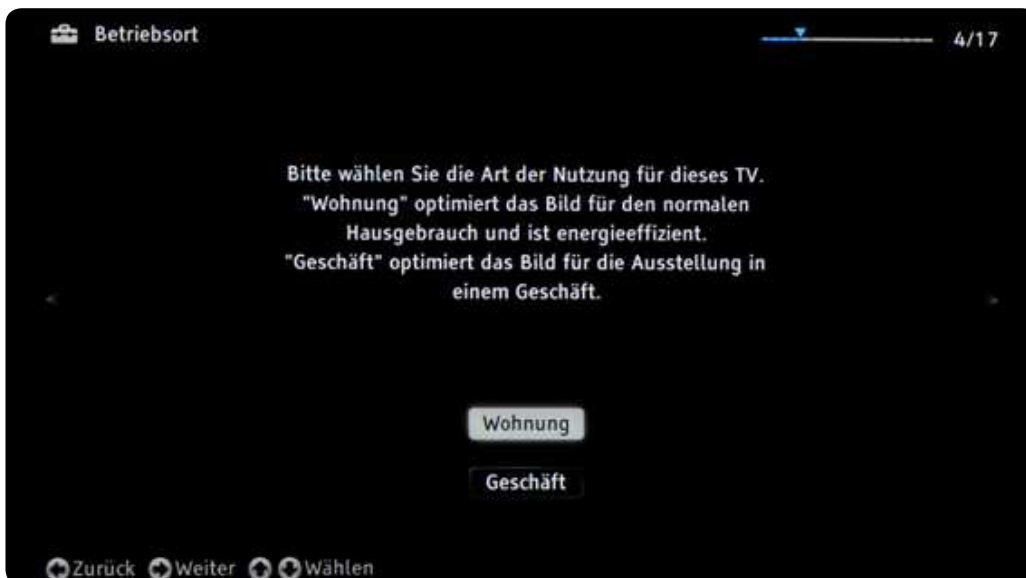 Betriebsort
4/17
Bitte wählen Sie die Art der Nutzung für dieses TV.
"Wohnung" optimiert das Bild für den normalen
Hausgebrauch und ist energieeffizient.
"Geschäft" optimiert das Bild für die Ausstellung in
einem Geschäft.
Wohnung
Geschäft
Zurück Weiter Wählen